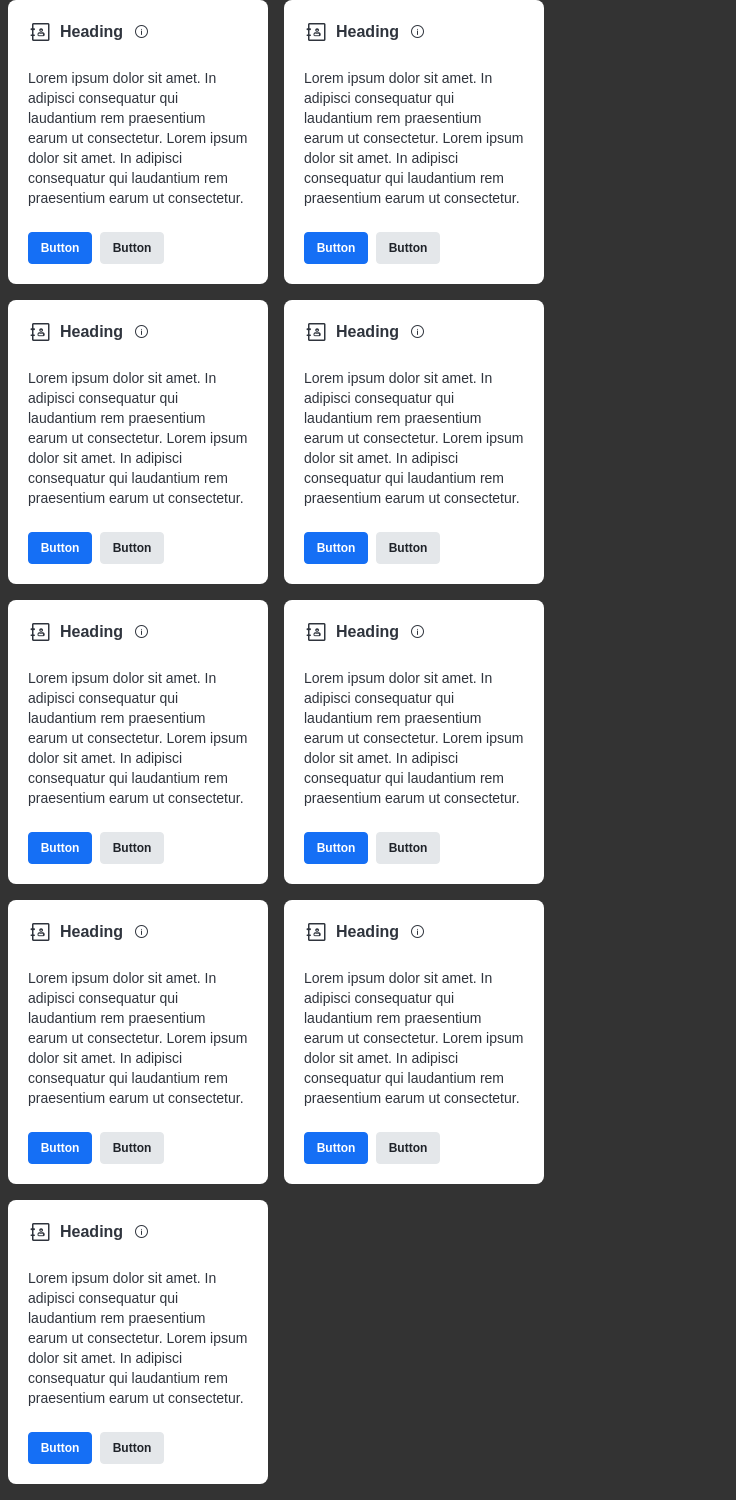 Heading
Lorem ipsum dolor sit amet. In
adipisci consequatur qui
laudantium rem praesentium
earum ut consectetur. Lorem ipsum
dolor sit amet. In adipisci
consequatur qui laudantium rem
praesentium earum ut consectetur.
Button Button
Heading
Lorem ipsum dolor sit amet. In
adipisci consequatur qui
laudantium rem praesentium
earum ut consectetur. Lorem ipsum
dolor sit amet. In adipisci
consequatur qui laudantium rem
praesentium earum ut consectetur.
Button Button
Heading
Lorem ipsum dolor sit amet. In
adipisci consequatur qui
laudantium rem praesentium
earum ut consectetur. Lorem ipsum
dolor sit amet. In adipisci
consequatur qui laudantium rem
praesentium earum ut consectetur.
Button Button
Heading
Lorem ipsum dolor sit amet. In
adipisci consequatur qui
laudantium rem praesentium
earum ut consectetur. Lorem ipsum
dolor sit amet. In adipisci
consequatur qui laudantium rem
praesentium earum ut consectetur.
Button Button
Heading
Lorem ipsum dolor sit amet. In
adipisci consequatur qui
laudantium rem praesentium
earum ut consectetur. Lorem ipsum
dolor sit amet. In adipisci
consequatur qui laudantium rem
praesentium earum ut consectetur.
Button Button
Heading
Lorem ipsum dolor sit amet. In
adipisci consequatur qui
laudantium rem praesentium
earum ut consectetur. Lorem ipsum
dolor sit amet. In adipisci
consequatur qui laudantium rem
praesentium earum ut consectetur.
Button Button
Heading
Lorem ipsum dolor sit amet. In
adipisci consequatur qui
laudantium rem praesentium
earum ut consectetur. Lorem ipsum
dolor sit amet. In adipisci
consequatur qui laudantium rem
praesentium earum ut consectetur.
Button Button
Heading
Lorem ipsum dolor sit amet. In
adipisci consequatur qui
laudantium rem praesentium
earum ut consectetur. Lorem ipsum
dolor sit amet. In adipisci
consequatur qui laudantium rem
praesentium earum ut consectetur.
Button Button
Heading
Lorem ipsum dolor sit amet. In
adipisci consequatur qui
laudantium rem praesentium
earum ut consectetur. Lorem ipsum
dolor sit amet. In adipisci
consequatur qui laudantium rem
praesentium earum ut consectetur.
Button Button